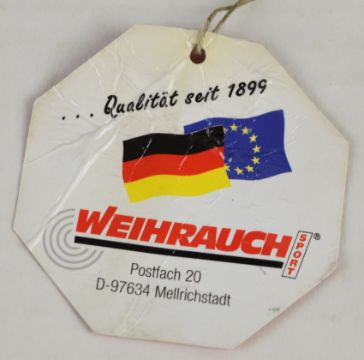 ...Qualität seit 1899
WEIHRAUCH®
SPORT
Postfach 20
D-97634 Mellrichstadt